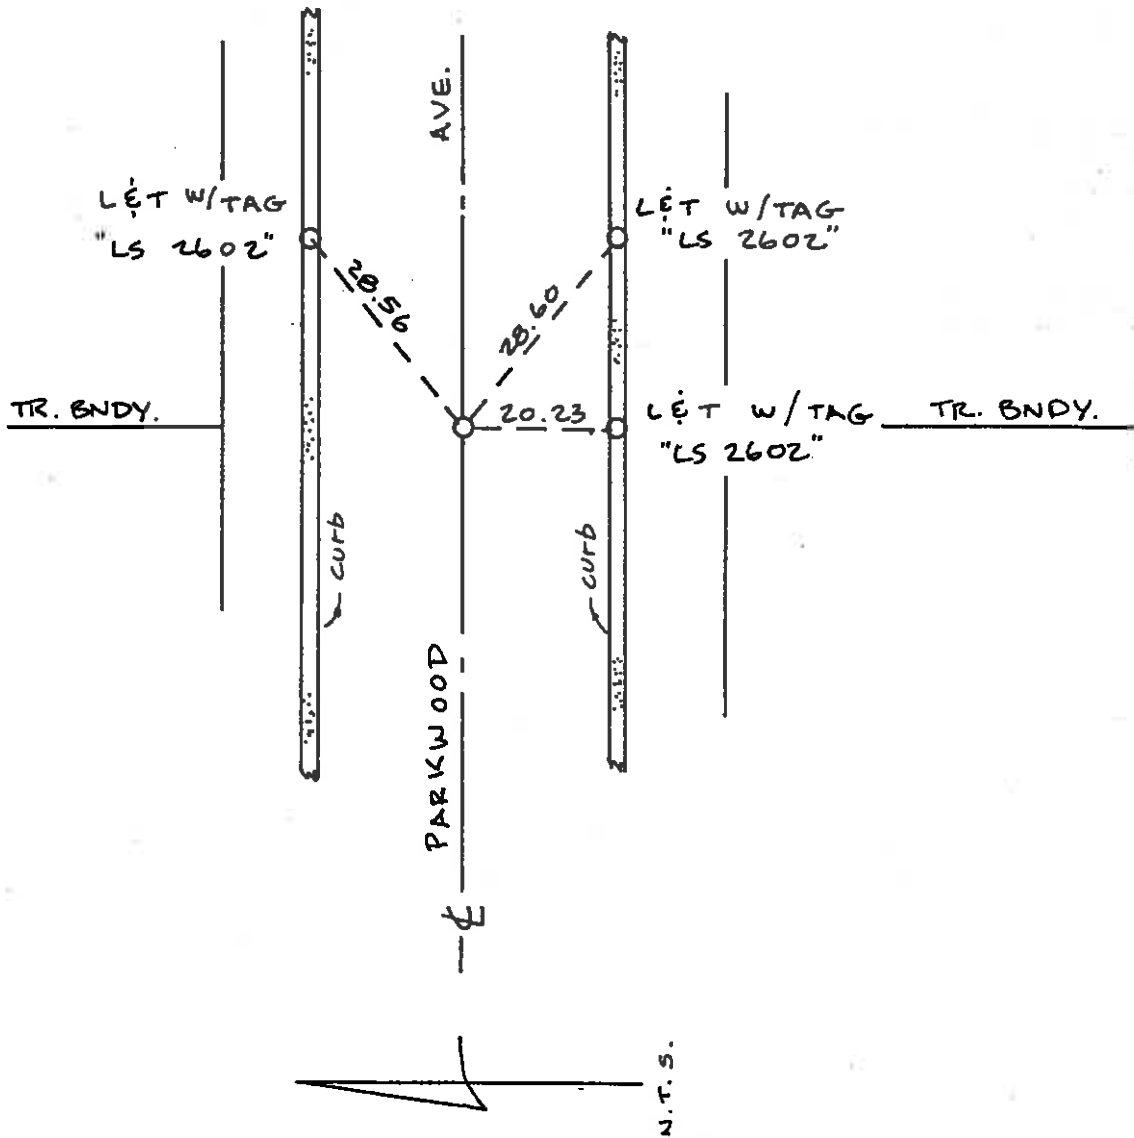 AVE.
L & T W/TAG
"LS 2602"
L & T W/TAG
"LS 2602"
28.56
28.60
TR. BNDY.
20.23
L & T W/TAG
"LS 2602"
TR. BNDY.
curb
curb
PARKWOOD
℄
N.T.S.